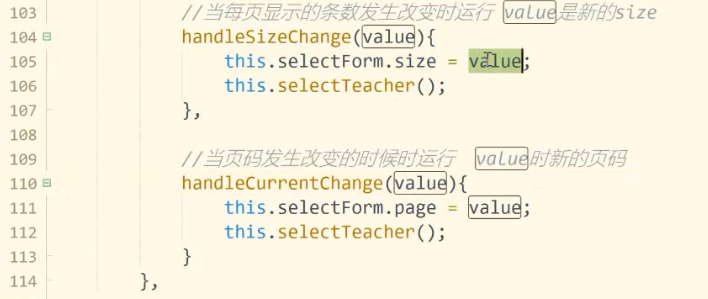 103 //当每页显示的条数发生改变时运行 value是新的size
104 handleSizeChange(value){
105 this.selectForm.size = value;
106 this.selectTeacher();
107 },
108
109 //当页码发生改变的时候时运行 value时新的页码
110 handleCurrentChange(value){
111 this.selectForm.page = value;
112 this.selectTeacher();
113 }
114 },